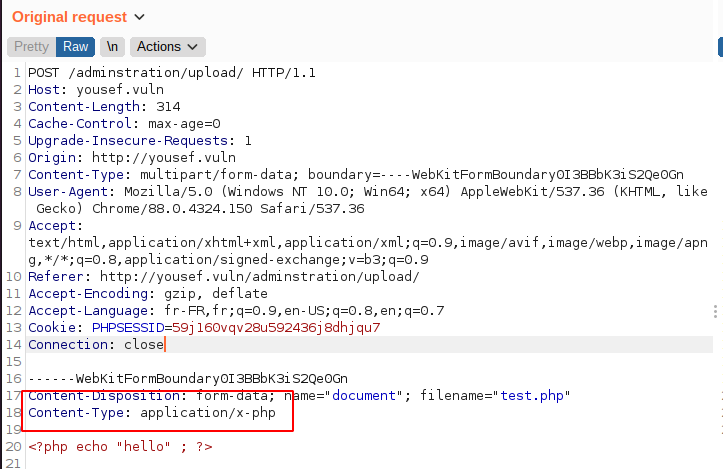 Original request
Pretty Raw \n Actions
1 POST /adminstration/upload/ HTTP/1.1
2 Host: yousef.vuln
3 Content-Length: 314
4 Cache-Control: max-age=0
5 Upgrade-Insecure-Requests: 1
6 Origin: http://yousef.vuln
7 Content-Type: multipart/form-data; boundary=----WebKitFormBoundaryOI3BBbK3iS2QeOGn
8 User-Agent: Mozilla/5.0 (Windows NT 10.0; Win64; x64) AppleWebKit/537.36 (KHTML, like
Gecko) Chrome/88.0.4324.150 Safari/537.36
9 Accept:
text/html,application/xhtml+xml,application/xml;q=0.9,image/avif,image/webp,image/apn
g,*/*;q=0.8,application/signed-exchange;v=b3;q=0.9
10 Referer: http://yousef.vuln/adminstration/upload/
11 Accept-Encoding: gzip, deflate
12 Accept-Language: fr-FR,fr;q=0.9,en-US;q=0.8,en;q=0.7
13 Cookie: PHPSESSID=59j160vqv28u592436j8dhjqu7
14 Connection: close
15
16 ------WebKitFormBoundaryOI3BBbK3iS2QeOGn
17 Content-Disposition: form-data; name="document"; filename="test.php"
18 Content-Type: application/x-php
19
20 <?php echo "hello" ; ?>
21